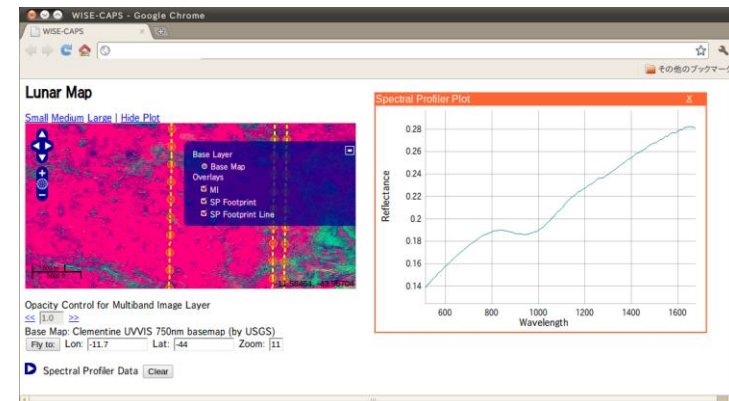 WISE-CAPS - Google Chrome
WISE-CAPS
その他のブックマーク
Lunar Map
Small Medium Large | Hide Plot
Base Layer
Base Map
Overlays
MI
SP Footprint
SP Footprint Line
Opacity Control for Multiband Image Layer
<< 1.0 >>
Base Map: Clementine UVVIS 750nm basemap (by USGS)
Fly to: Lon: -11.7 Lat: -44 Zoom: 11
Spectral Profiler Data Clear
Spectral Profiler Plot X
Reflectance
0.28
0.26
0.24
0.22
0.2
0.18
0.16
0.14
600 800 1000 1200 1400 1600
Wavelength